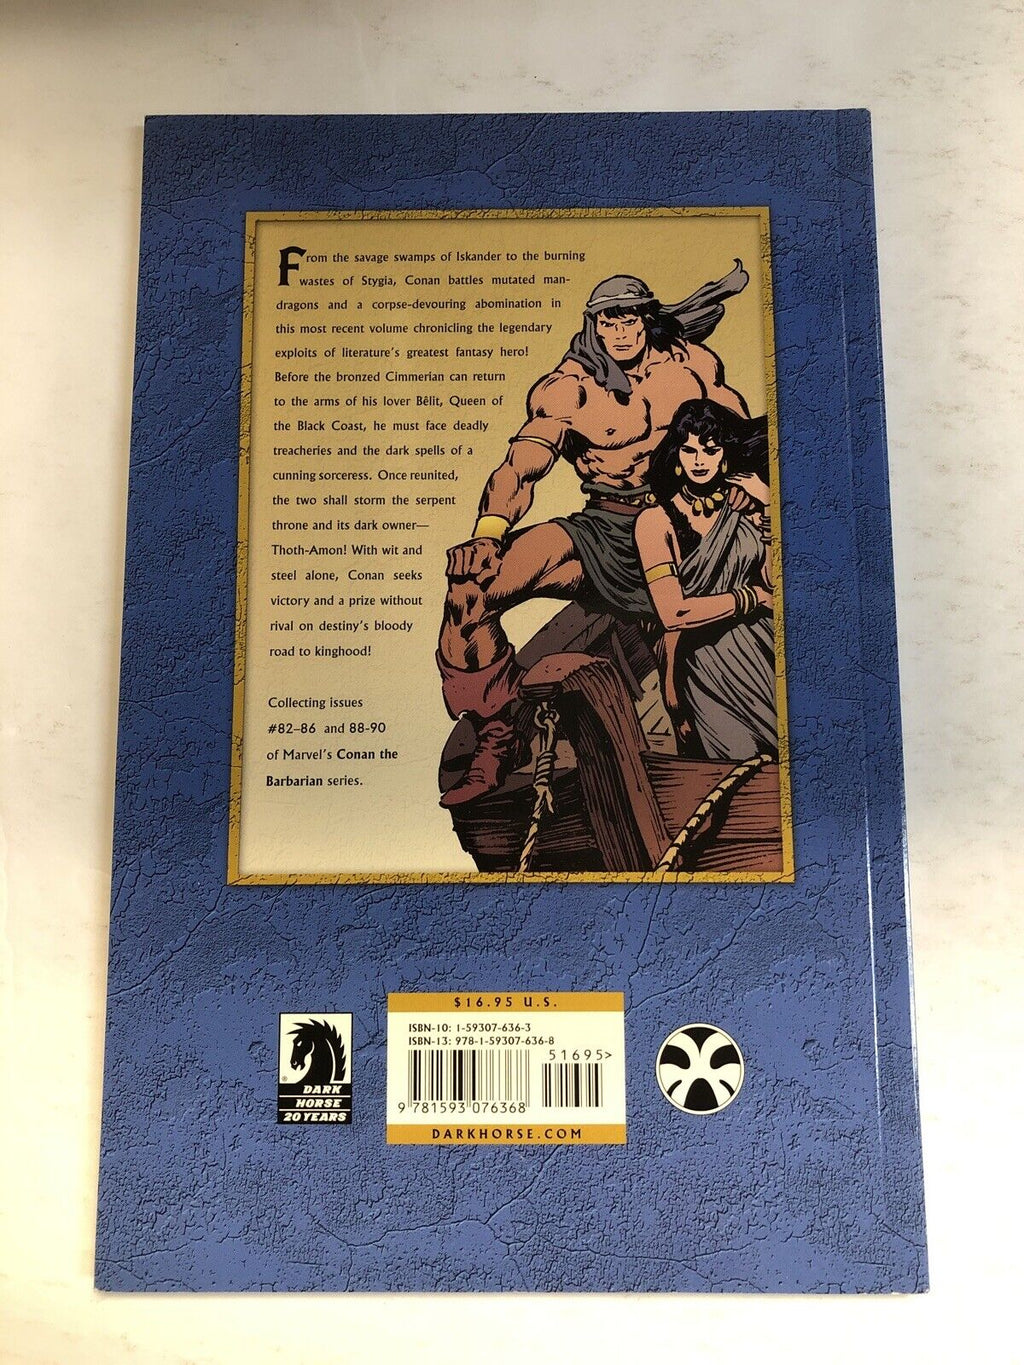 From the savage swamps of Iskander to the burning
wastes of Stygia, Conan battles mutated man-
dragons and a corpse-devouring abomination in
this most recent volume chronicling the legendary
exploits of literature's greatest fantasy hero!
Before the bronzed Cimmerian can return
to the arms of his lover Bêlit, Queen of
the Black Coast, he must face deadly
treacheries and the dark spells of a
cunning sorceress. Once reunited,
the two shall storm the serpent
throne and its dark owner—
Thoth-Amon! With wit and
steel alone, Conan seeks
victory and a prize without
rival on destiny's bloody
road to kinghood!
Collecting issues
#82–86 and 88-90
of Marvel's Conan the
Barbarian series.
$16.95 U.S.
ISBN-10: 1-59307-636-3
ISBN-13: 978-1-59307-636-8
51695>
9 781593 076368
DARKHORSE.COM
®
DARK
HORSE
20 YEARS